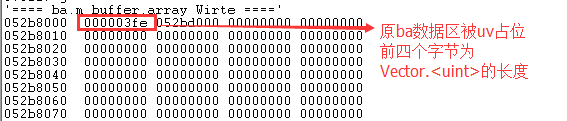 '==== ba.m_buffer.array Wirte ===='
052b8000 000003fe 052bd000 00000000 00000000
052b8010 00000000 00000000 00000000 00000000
052b8020 00000000 00000000 00000000 00000000
052b8030 00000000 00000000 00000000 00000000
052b8040 00000000 00000000 00000000 00000000
052b8050 00000000 00000000 00000000 00000000
052b8060 00000000 00000000 00000000 00000000
052b8070 00000000 00000000 00000000 00000000
原ba数据区被uv占位
前四个字节为
Vector.<uint>的长度